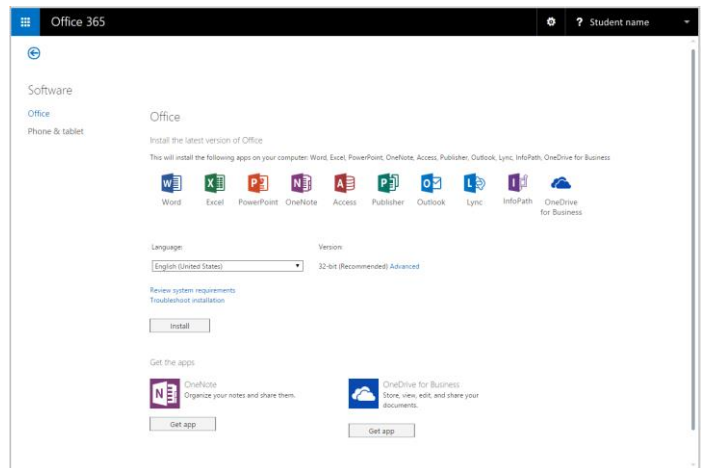 Office 365
? Student name
Software
Office
Phone & tablet
Office
Install the latest version of Office
This will install the following apps on your computer: Word, Excel, PowerPoint, OneNote, Access, Publisher, Outlook, Lync, InfoPath, OneDrive for Business
Word Excel PowerPoint OneNote Access Publisher Outlook Lync InfoPath OneDrive
for Business
Language: Version
English (United States) 32-bit (Recommended) Advanced
Review system requirements
Troubleshoot installation
Install
Get the apps
OneNote
Organize your notes and share them.
Get app
OneDrive for Business
Store, view, edit, and share your
documents.
Get app